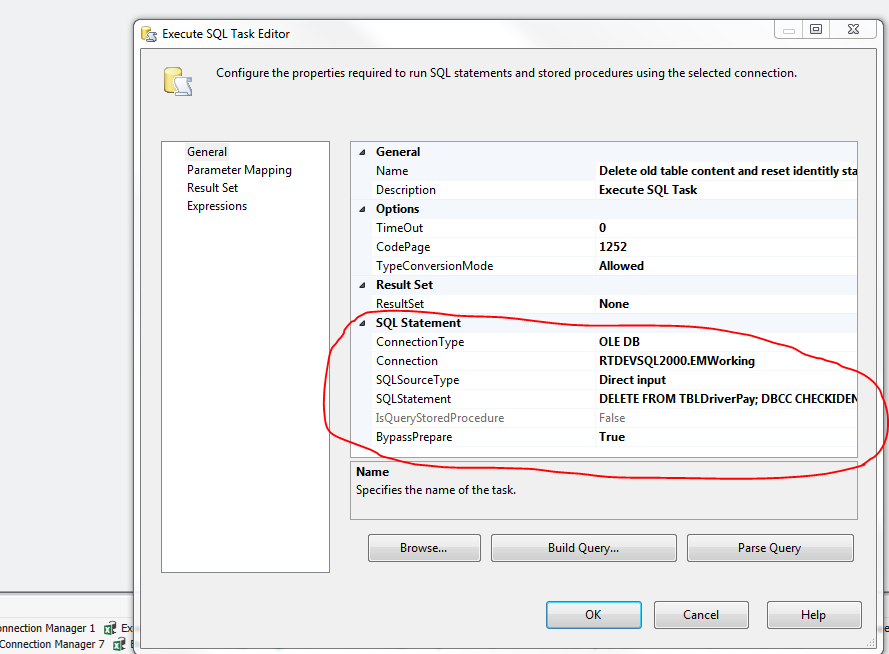 Execute SQL Task Editor
Configure the properties required to run SQL statements and stored procedures using the selected connection.
General
Parameter Mapping
Result Set
Expressions
General
Name Delete old table content and reset identitly sta
Description Execute SQL Task
Options
TimeOut 0
CodePage 1252
TypeConversionMode Allowed
Result Set
ResultSet None
SQL Statement
ConnectionType OLE DB
Connection RTDEVSQL2000.EMWorking
SQLSourceType Direct input
SQLStatement DELETE FROM TBLDriverPay; DBCC CHECKIDEN
IsQueryStoredProcedure False
BypassPrepare True
Name
Specifies the name of the task.
Browse... Build Query... Parse Query
OK Cancel Help
onnection Manager 1 Ex
Connection Manager 7